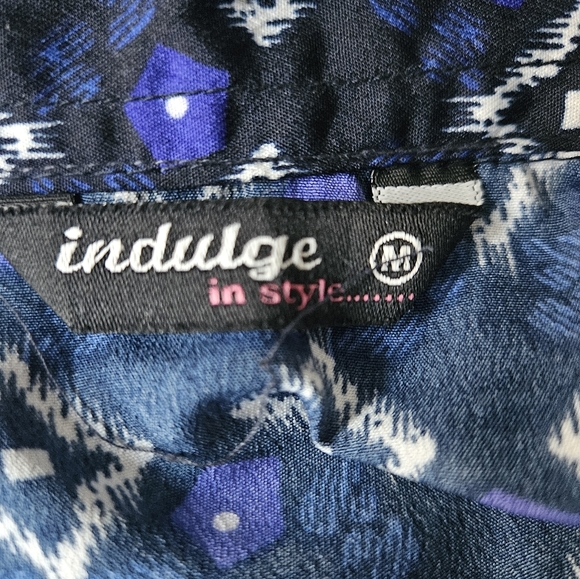 indulge M
in style.......